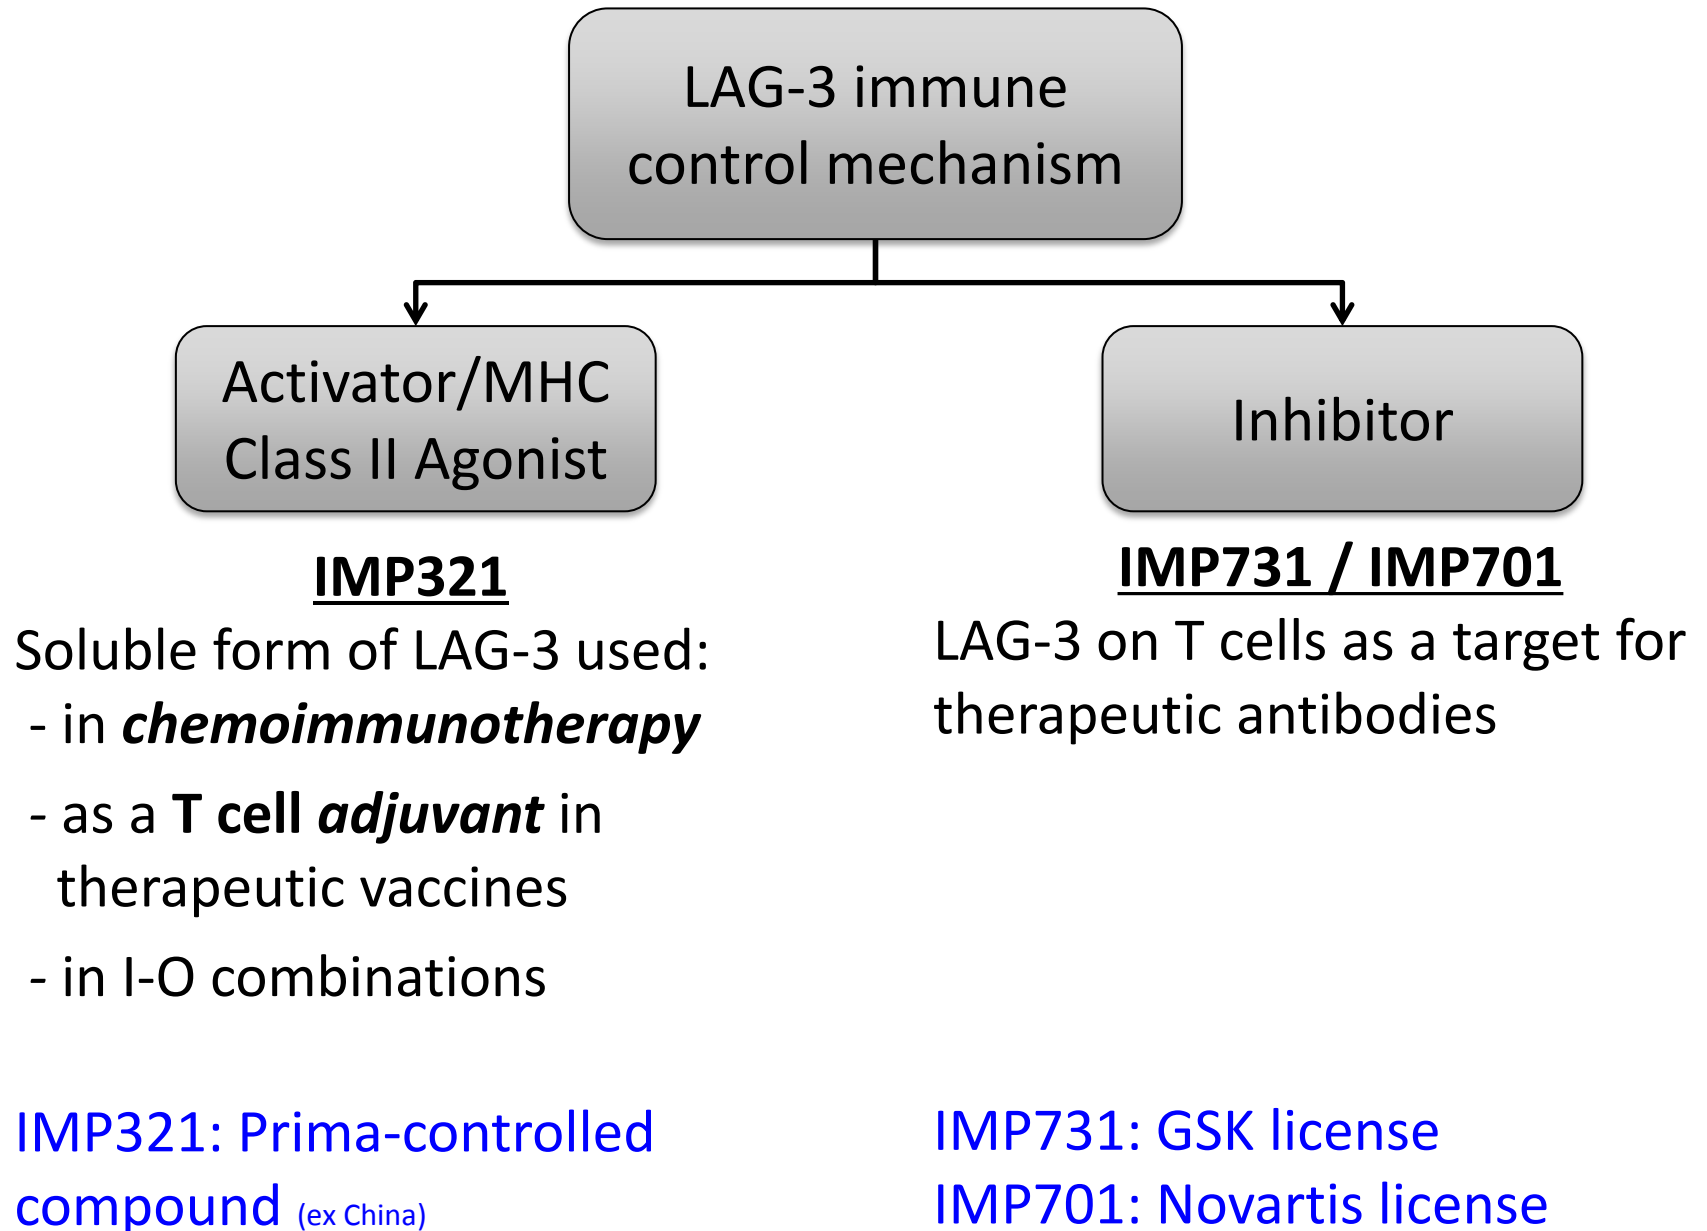 LAG-3 immune
control mechanism
Activator/MHC
Class II Agonist
Inhibitor
IMP321
Soluble form of LAG-3 used:
- in chemoimmunotherapy
- as a T cell adjuvant in
therapeutic vaccines
- in I-O combinations
IMP321: Prima-controlled
compound (ex China)
IMP731 / IMP701
LAG-3 on T cells as a target for
therapeutic antibodies
IMP731: GSK license
IMP701: Novartis license